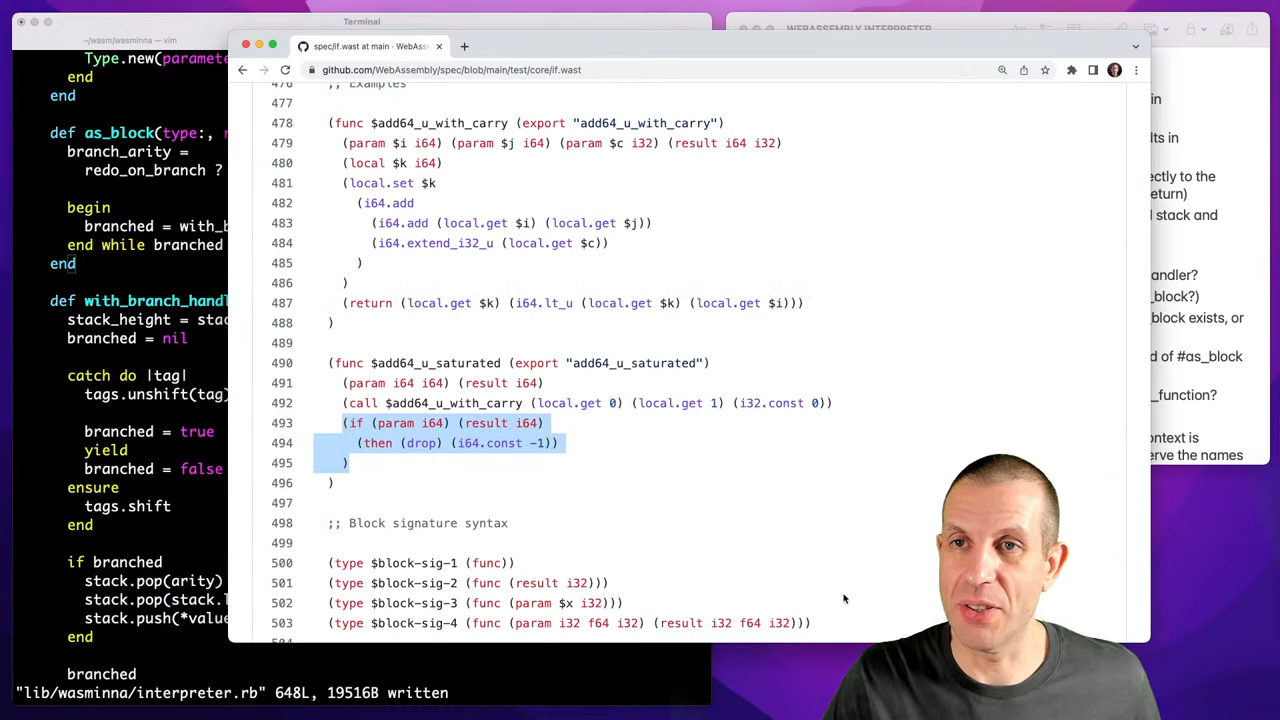 Terminal
~/wasm/wasminna — vim
Type.new(parame
end
end
def as_block(type:, r
branch_arity =
redo_on_branch ?
begin
branched = with_b
end while branched
end
def with_branch_handl
stack_height = stac
branched = nil
catch do |tag|
tags.unshift(tag)
branched = true
yield
branched = false
ensure
tags.shift
end
if branched
stack.pop(arity)
stack.pop(stack.l
stack.push(*value
end
branched
"lib/wasminna/interpreter.rb" 648L, 19516B written
spec/if.wast at main · WebAsse
github.com/WebAssembly/spec/blob/main/test/core/if.wast
476 ;; Examples
477
478 (func $add64_u_with_carry (export "add64_u_with_carry")
479 (param $i i64) (param $j i64) (param $c i32) (result i64 i32)
480 (local $k i64)
481 (local.set $k
482 (i64.add
483 (i64.add (local.get $i) (local.get $j))
484 (i64.extend_i32_u (local.get $c))
485 )
486 )
487 (return (local.get $k) (i64.lt_u (local.get $k) (local.get $i)))
488 )
489
490 (func $add64_u_saturated (export "add64_u_saturated")
491 (param i64 i64) (result i64)
492 (call $add64_u_with_carry (local.get 0) (local.get 1) (i32.const 0))
493 (if (param i64) (result i64)
494 (then (drop) (i64.const -1))
495 )
496 )
497
498 ;; Block signature syntax
499
500 (type $block-sig-1 (func))
501 (type $block-sig-2 (func (result i32)))
502 (type $block-sig-3 (func (param $x i32)))
503 (type $block-sig-4 (func (param i32 f64 i32) (result i32 f64 i32)))
WEBASSEMBLY INTERPRETER
in
lts in
ectly to the
return)
d stack and
andler?
_block?)
_block exists, or
d of #as_block
_function?
ontext is
erve the names